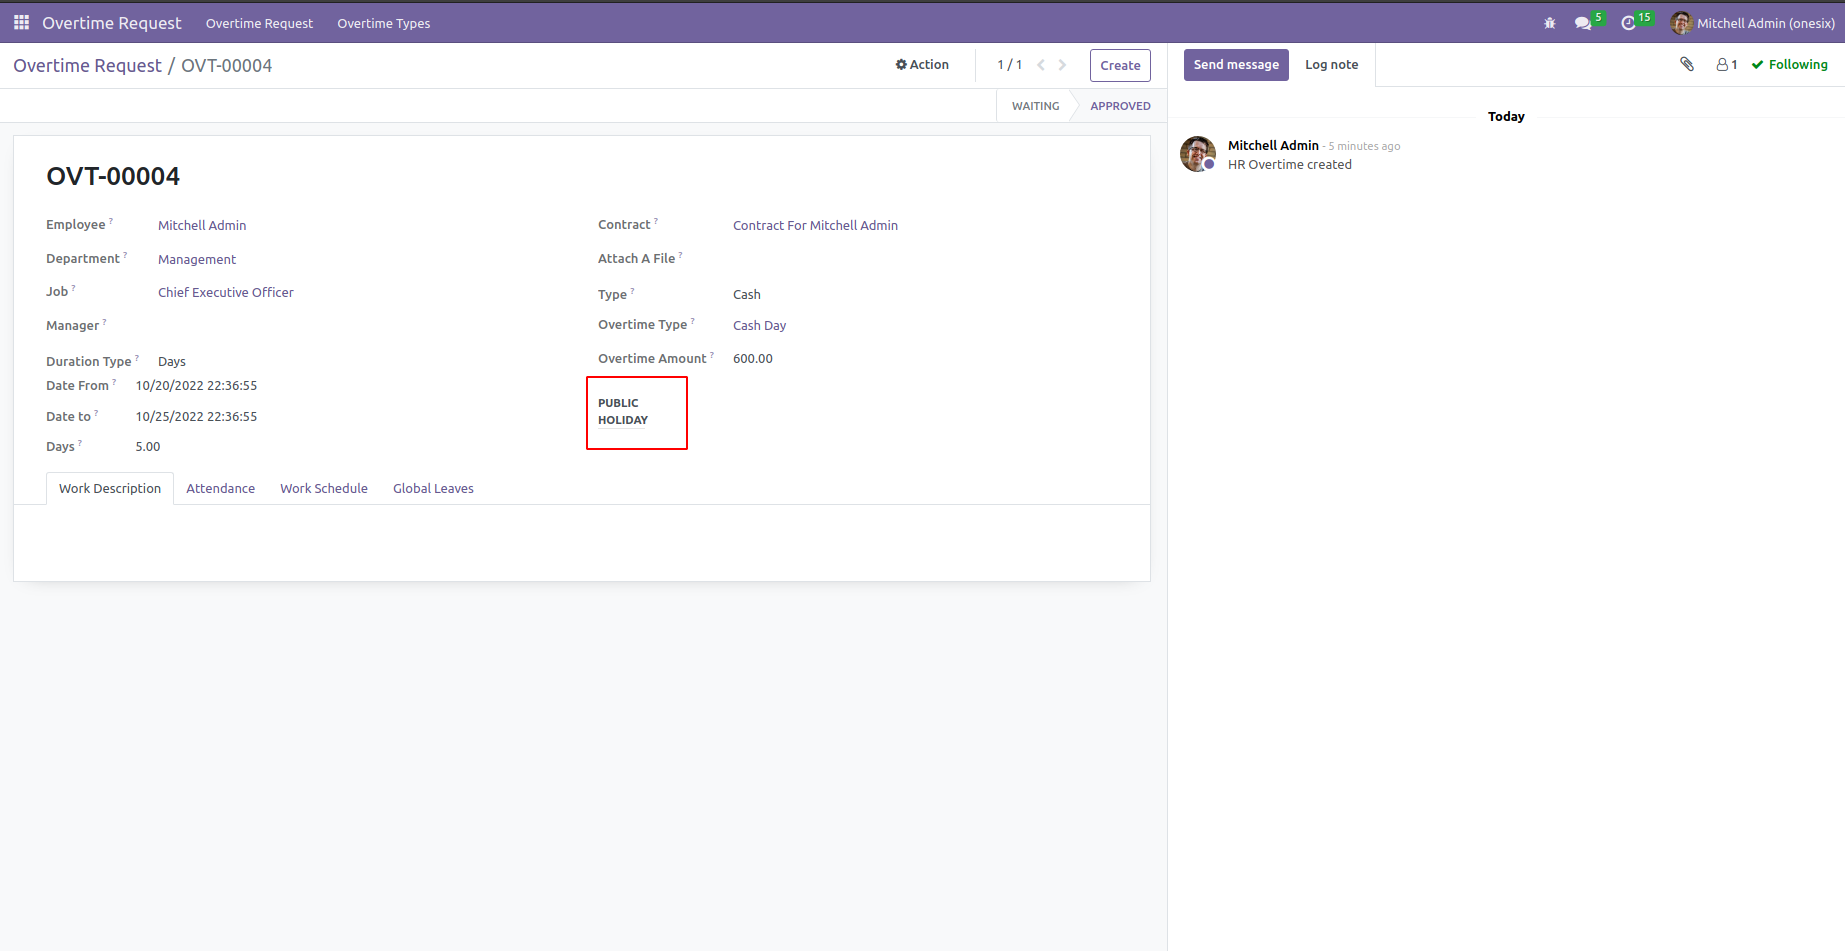 Overtime Request Overtime Request Overtime Types 5 15 Mitchell Admin (onesix)
Overtime Request / OVT-00004 Action 1 / 1 Create
WAITING APPROVED
OVT-00004
Employee ? Mitchell Admin
Department ? Management
Job ? Chief Executive Officer
Manager ?
Duration Type ? Days
Date From ? 10/20/2022 22:36:55
Date to ? 10/25/2022 22:36:55
Days ? 5.00
Contract ? Contract For Mitchell Admin
Attach A File ?
Type ? Cash
Overtime Type ? Cash Day
Overtime Amount ? 600.00
PUBLIC
HOLIDAY
Work Description Attendance Work Schedule Global Leaves
Send message Log note 1 Following
Today
Mitchell Admin - 5 minutes ago
HR Overtime created